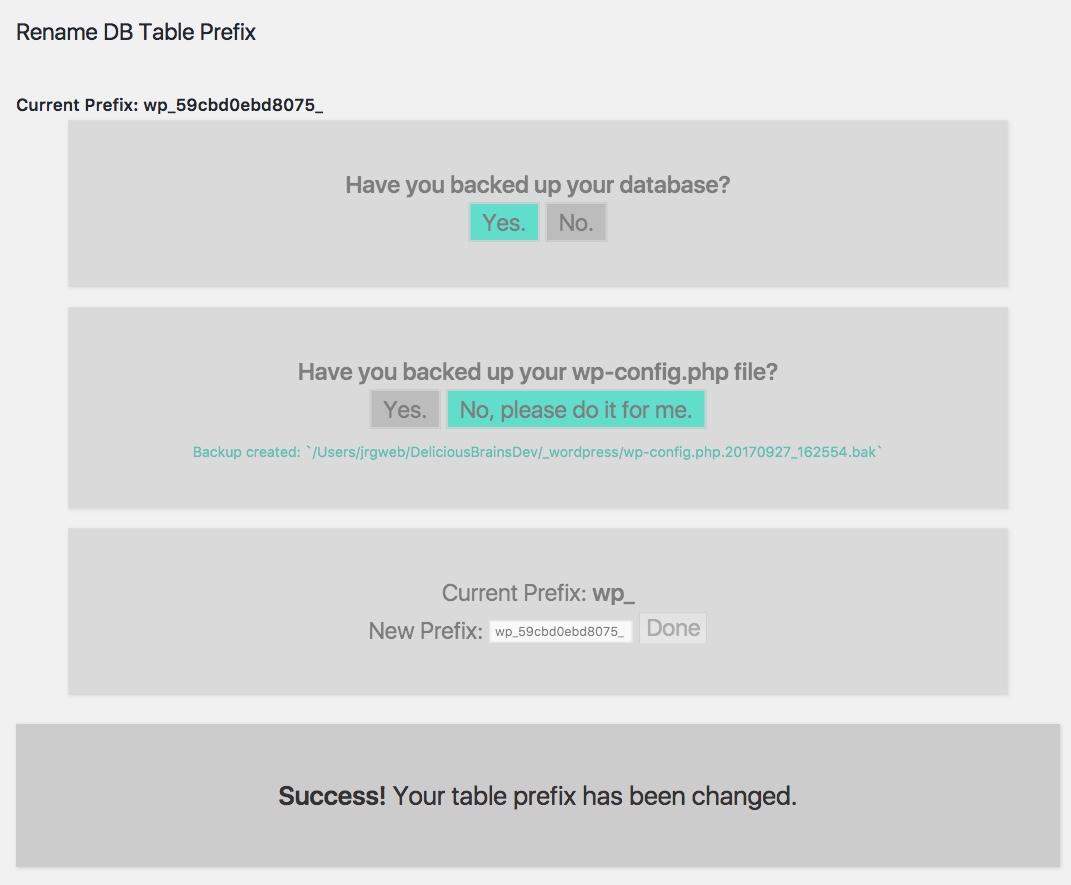 Rename DB Table Prefix
Current Prefix: wp_59cbd0ebd8075_
Have you backed up your database?
Yes. No.
Have you backed up your wp-config.php file?
Yes. No, please do it for me.
Backup created: `/Users/jrgweb/DeliciousBrainsDev/_wordpress/wp-config.php.20170927_162554.bak`
Current Prefix: wp_
New Prefix: wp_59cbd0ebd8075_ Done
Success! Your table prefix has been changed.